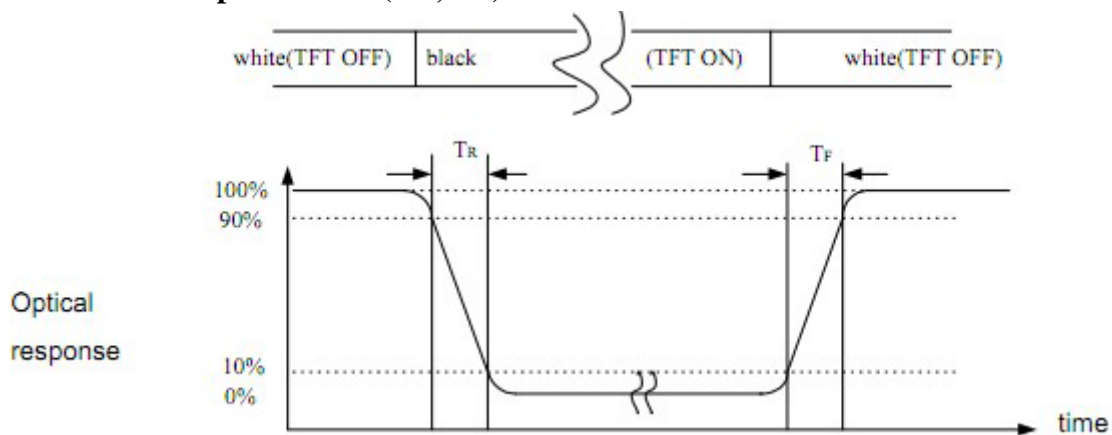 white(TFT OFF) black (TFT ON) white(TFT OFF)
TR TF
100%
90%
Optical
response
10%
0%
time